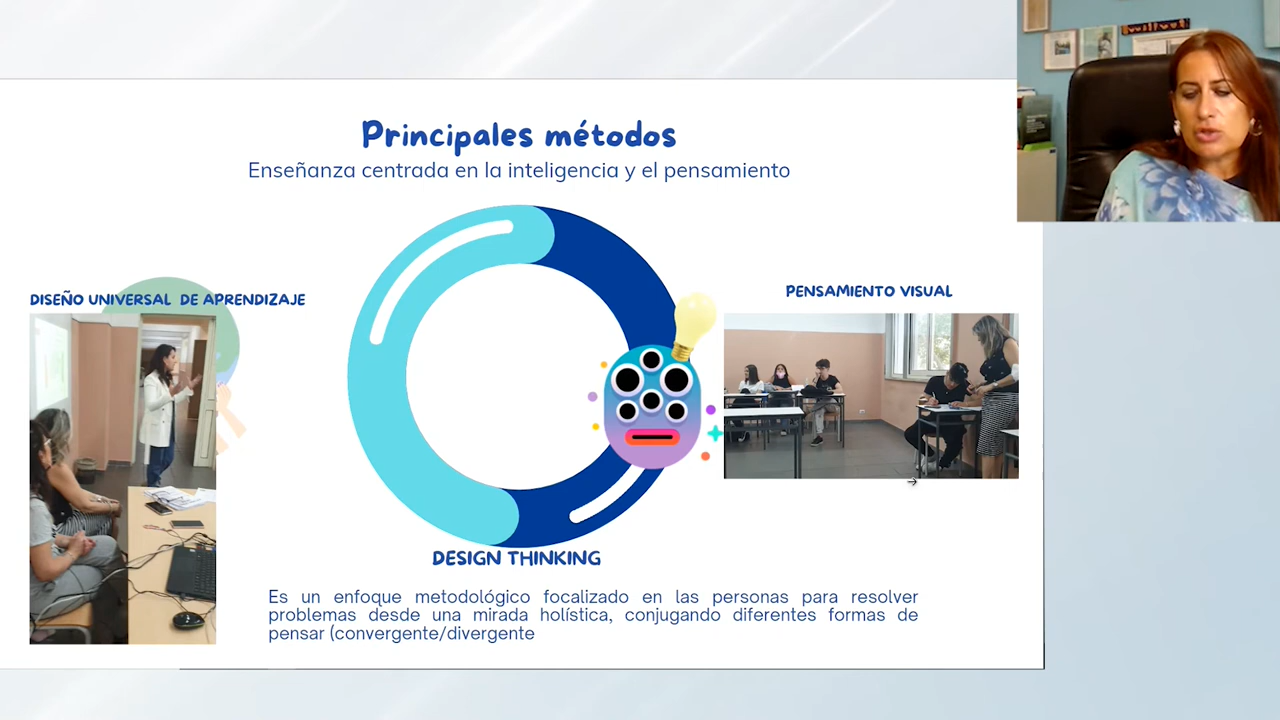 Principales métodos
Enseñanza centrada en la inteligencia y el pensamiento
DISEÑO UNIVERSAL DE APRENDIZAJE
PENSAMIENTO VISUAL
DESIGN THINKING
Es un enfoque metodológico focalizado en las personas para resolver
problemas desde una mirada holística, conjugando diferentes formas de
pensar (convergente/divergente